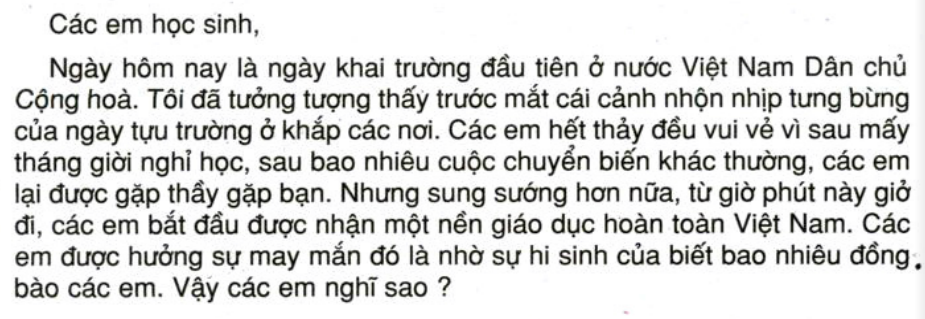 Các em học sinh,
Ngày hôm nay là ngày khai trường đầu tiên ở nước Việt Nam Dân chủ
Cộng hoà. Tôi đã tưởng tượng thấy trước mắt cái cảnh nhộn nhịp tưng bừng
của ngày tựu trường ở khắp các nơi. Các em hết thảy đều vui vẻ vì sau mấy
tháng giời nghỉ học, sau bao nhiêu cuộc chuyển biến khác thường, các em
lại được gặp thầy gặp bạn. Nhưng sung sướng hơn nữa, từ giờ phút này giở
đi, các em bắt đầu được nhận một nền giáo dục hoàn toàn Việt Nam. Các
em được hưởng sự may mắn đó là nhờ sự hi sinh của biết bao nhiêu đồng
bào các em. Vậy các em nghĩ sao ?